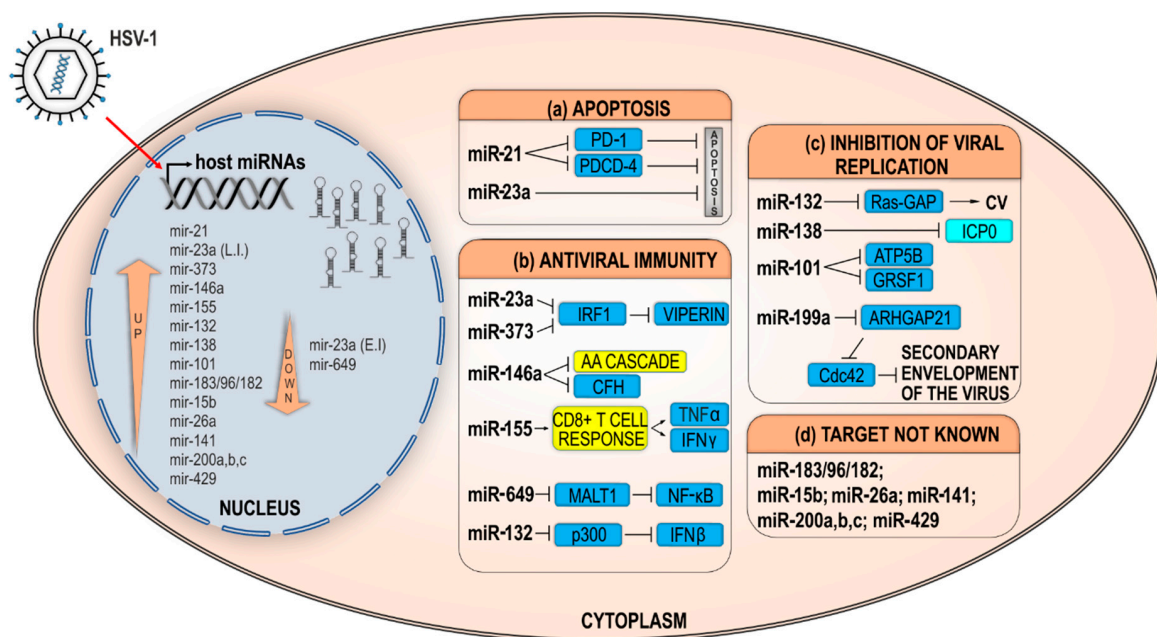 HSV-1
host miRNAs
mir-21
mir-23a (L.I.)
mir-373
mir-146a
mir-155
mir-132
mir-138
mir-101
mir-183/96/182
mir-15b
mir-26a
mir-141
mir-200a,b,c
mir-429
UP
DOWN
mir-23a (E.I)
mir-649
NUCLEUS
(a) APOPTOSIS
miR-21
PD-1
PDCD-4
miR-23a
APOPTOSIS
(b) ANTIVIRAL IMMUNITY
miR-23a
miR-373
IRF1
VIPERIN
miR-146a
AA CASCADE
CFH
miR-155
CD8+ T CELL
RESPONSE
TNFα
IFNγ
miR-649
MALT1
NF-κB
miR-132
p300
IFNβ
(c) INHIBITION OF VIRAL
REPLICATION
miR-132
Ras-GAP
CV
miR-138
ICP0
miR-101
ATP5B
GRSF1
miR-199a
ARHGAP21
Cdc42
SECONDARY
ENVELOPMENT
OF THE VIRUS
(d) TARGET NOT KNOWN
miR-183/96/182;
miR-15b; miR-26a; miR-141;
miR-200a,b,c; miR-429
CYTOPLASM